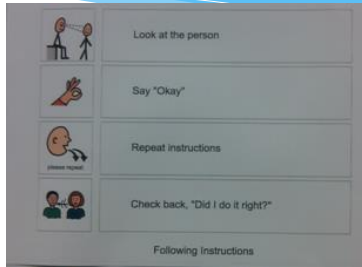 Look at the person
Say "Okay"
Repeat instructions
please repeat
Check back, "Did I do it right?"
Following instructions